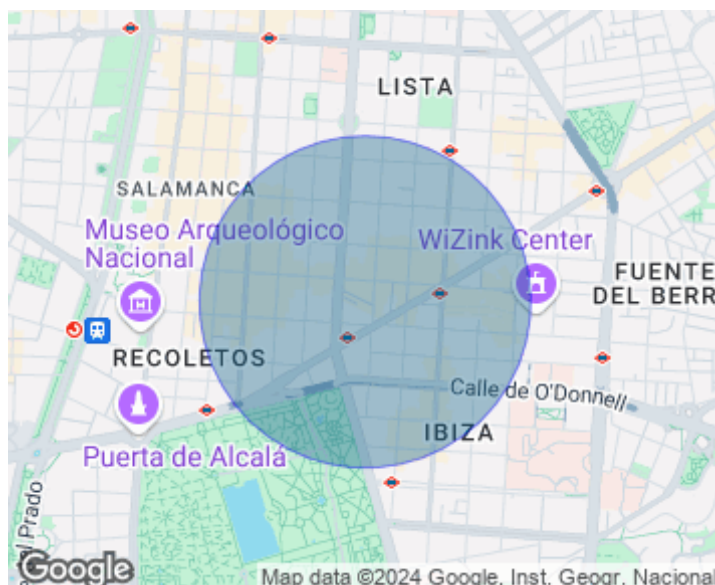 LISTA
SALAMANCA
Museo Arqueológico
Nacional
WiZink Center
FUENTE
DEL BERR
RECOLETOS
Calle de O'Donnell
IBIZA
Puerta de Alcalá
el Prado
Google
Map data ©2024 Google, Inst. Geogr. Nacional